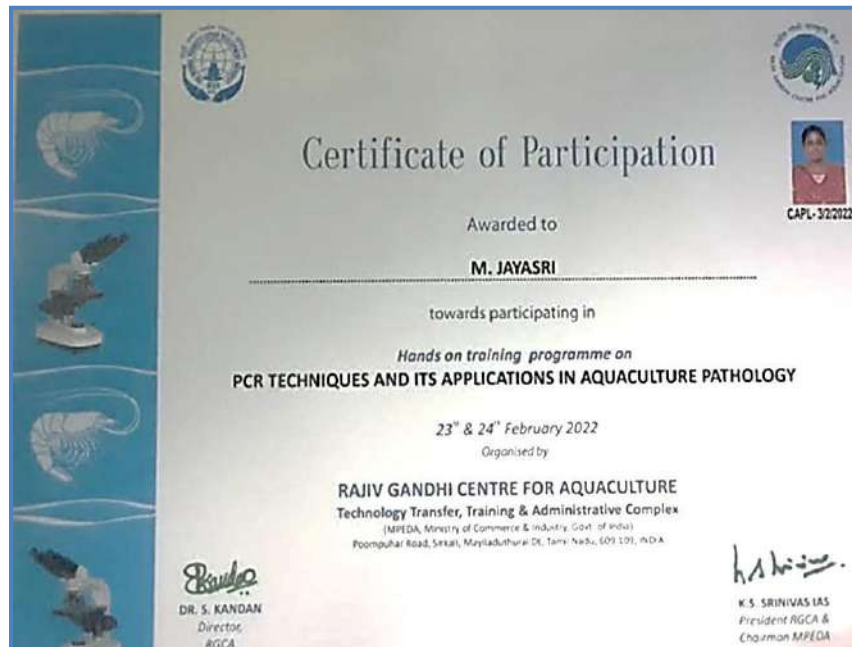 Certificate of Participation
CAPL- 3/2/2022
Awarded to
M. JAYASRI
towards participating in
Hands on training programme on
PCR TECHNIQUES AND ITS APPLICATIONS IN AQUACULTURE PATHOLOGY
23rd & 24th February 2022
Organised by
RAJIV GANDHI CENTRE FOR AQUACULTURE
Technology Transfer, Training & Administrative Complex
(MPEDA, Ministry of Commerce & Industry, Govt. of India)
Poompuhar Road, Sirkali, Mayiladuthurai Dt, Tamil Nadu, 609 109, INDIA
DR. S. KANDAN
Director,
RGCA
K.S. SRINIVAS IAS
President RGCA &
Chairman MPEDA